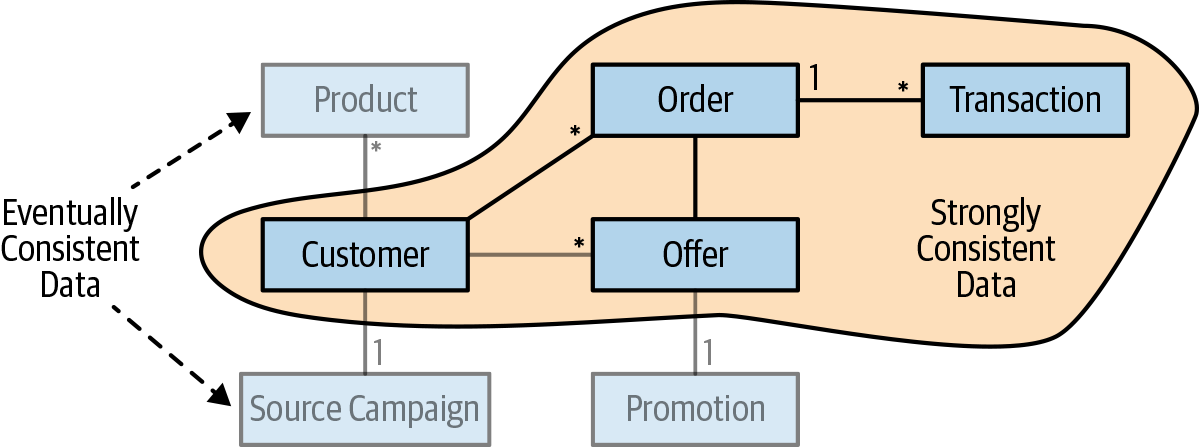 Product
*
Order
1
*
Transaction
*
Eventually
Consistent
Data
Customer
*
Offer
Strongly
Consistent
Data
1
1
Source Campaign
Promotion